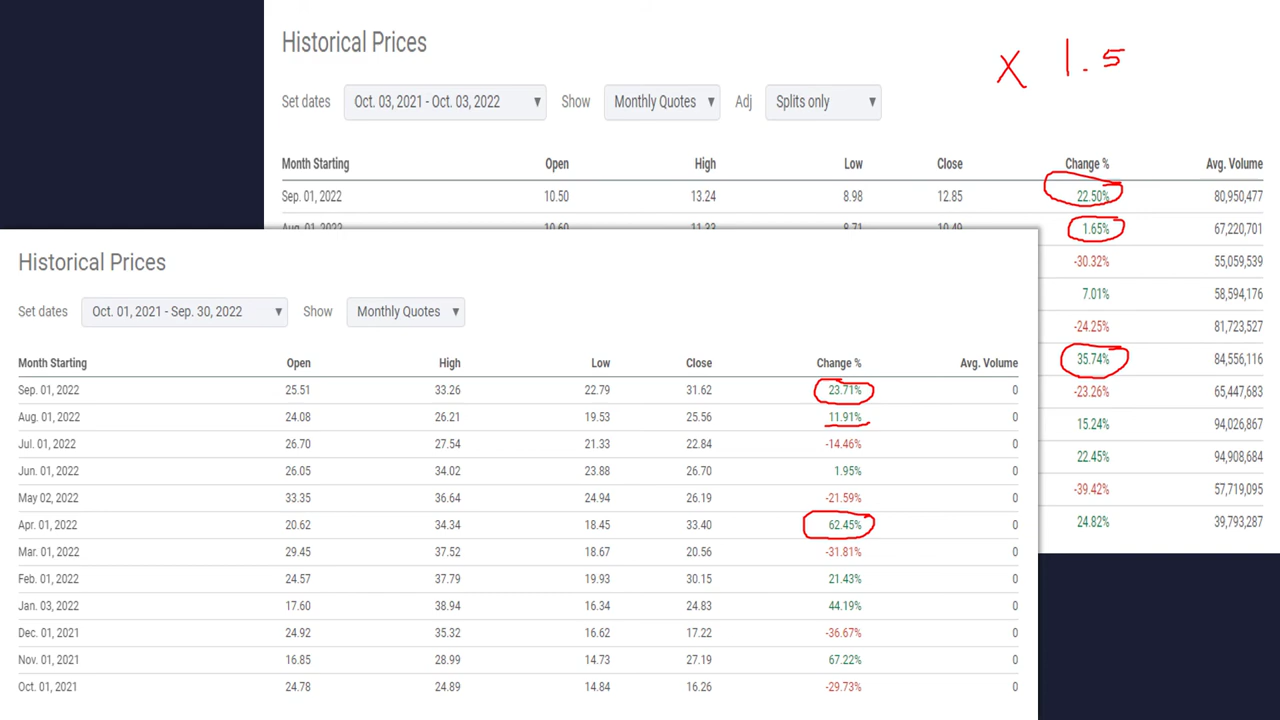 Historical Prices
X 1.5
Set dates Oct. 03, 2021 - Oct. 03, 2022 ▼ Show Monthly Quotes ▼ Adj Splits only ▼
Month Starting Open High Low Close Change % Avg. Volume
Sep. 01, 2022 10.50 13.24 8.98 12.85 22.50% 80,950,477
Aug. 01, 2022 10.60 11.33 8.71 10.49 1.65% 67,220,701
-30.32% 55,059,539
7.01% 58,594,176
-24.25% 81,723,527
35.74% 84,556,116
-23.26% 65,447,683
15.24% 94,026,867
22.45% 94,908,684
-39.42% 57,719,095
24.82% 39,793,287
Historical Prices
Set dates Oct. 01, 2021 - Sep. 30, 2022 ▼ Show Monthly Quotes ▼
Month Starting Open High Low Close Change % Avg. Volume
Sep. 01, 2022 25.51 33.26 22.79 31.62 23.71% 0
Aug. 01, 2022 24.08 26.21 19.53 25.56 11.91% 0
Jul. 01, 2022 26.70 27.54 21.33 22.84 -14.46% 0
Jun. 01, 2022 26.05 34.02 23.88 26.70 1.95% 0
May 02, 2022 33.35 36.64 24.94 26.19 -21.59% 0
Apr. 01, 2022 20.62 34.34 18.45 33.40 62.45% 0
Mar. 01, 2022 29.45 37.52 18.67 20.56 -31.81% 0
Feb. 01, 2022 24.57 37.79 19.93 30.15 21.43% 0
Jan. 03, 2022 17.60 38.94 16.34 24.83 44.19% 0
Dec. 01, 2021 24.92 35.32 16.62 17.22 -36.67% 0
Nov. 01, 2021 16.85 28.99 14.73 27.19 67.22% 0
Oct. 01, 2021 24.78 24.89 14.84 16.26 -29.73% 0